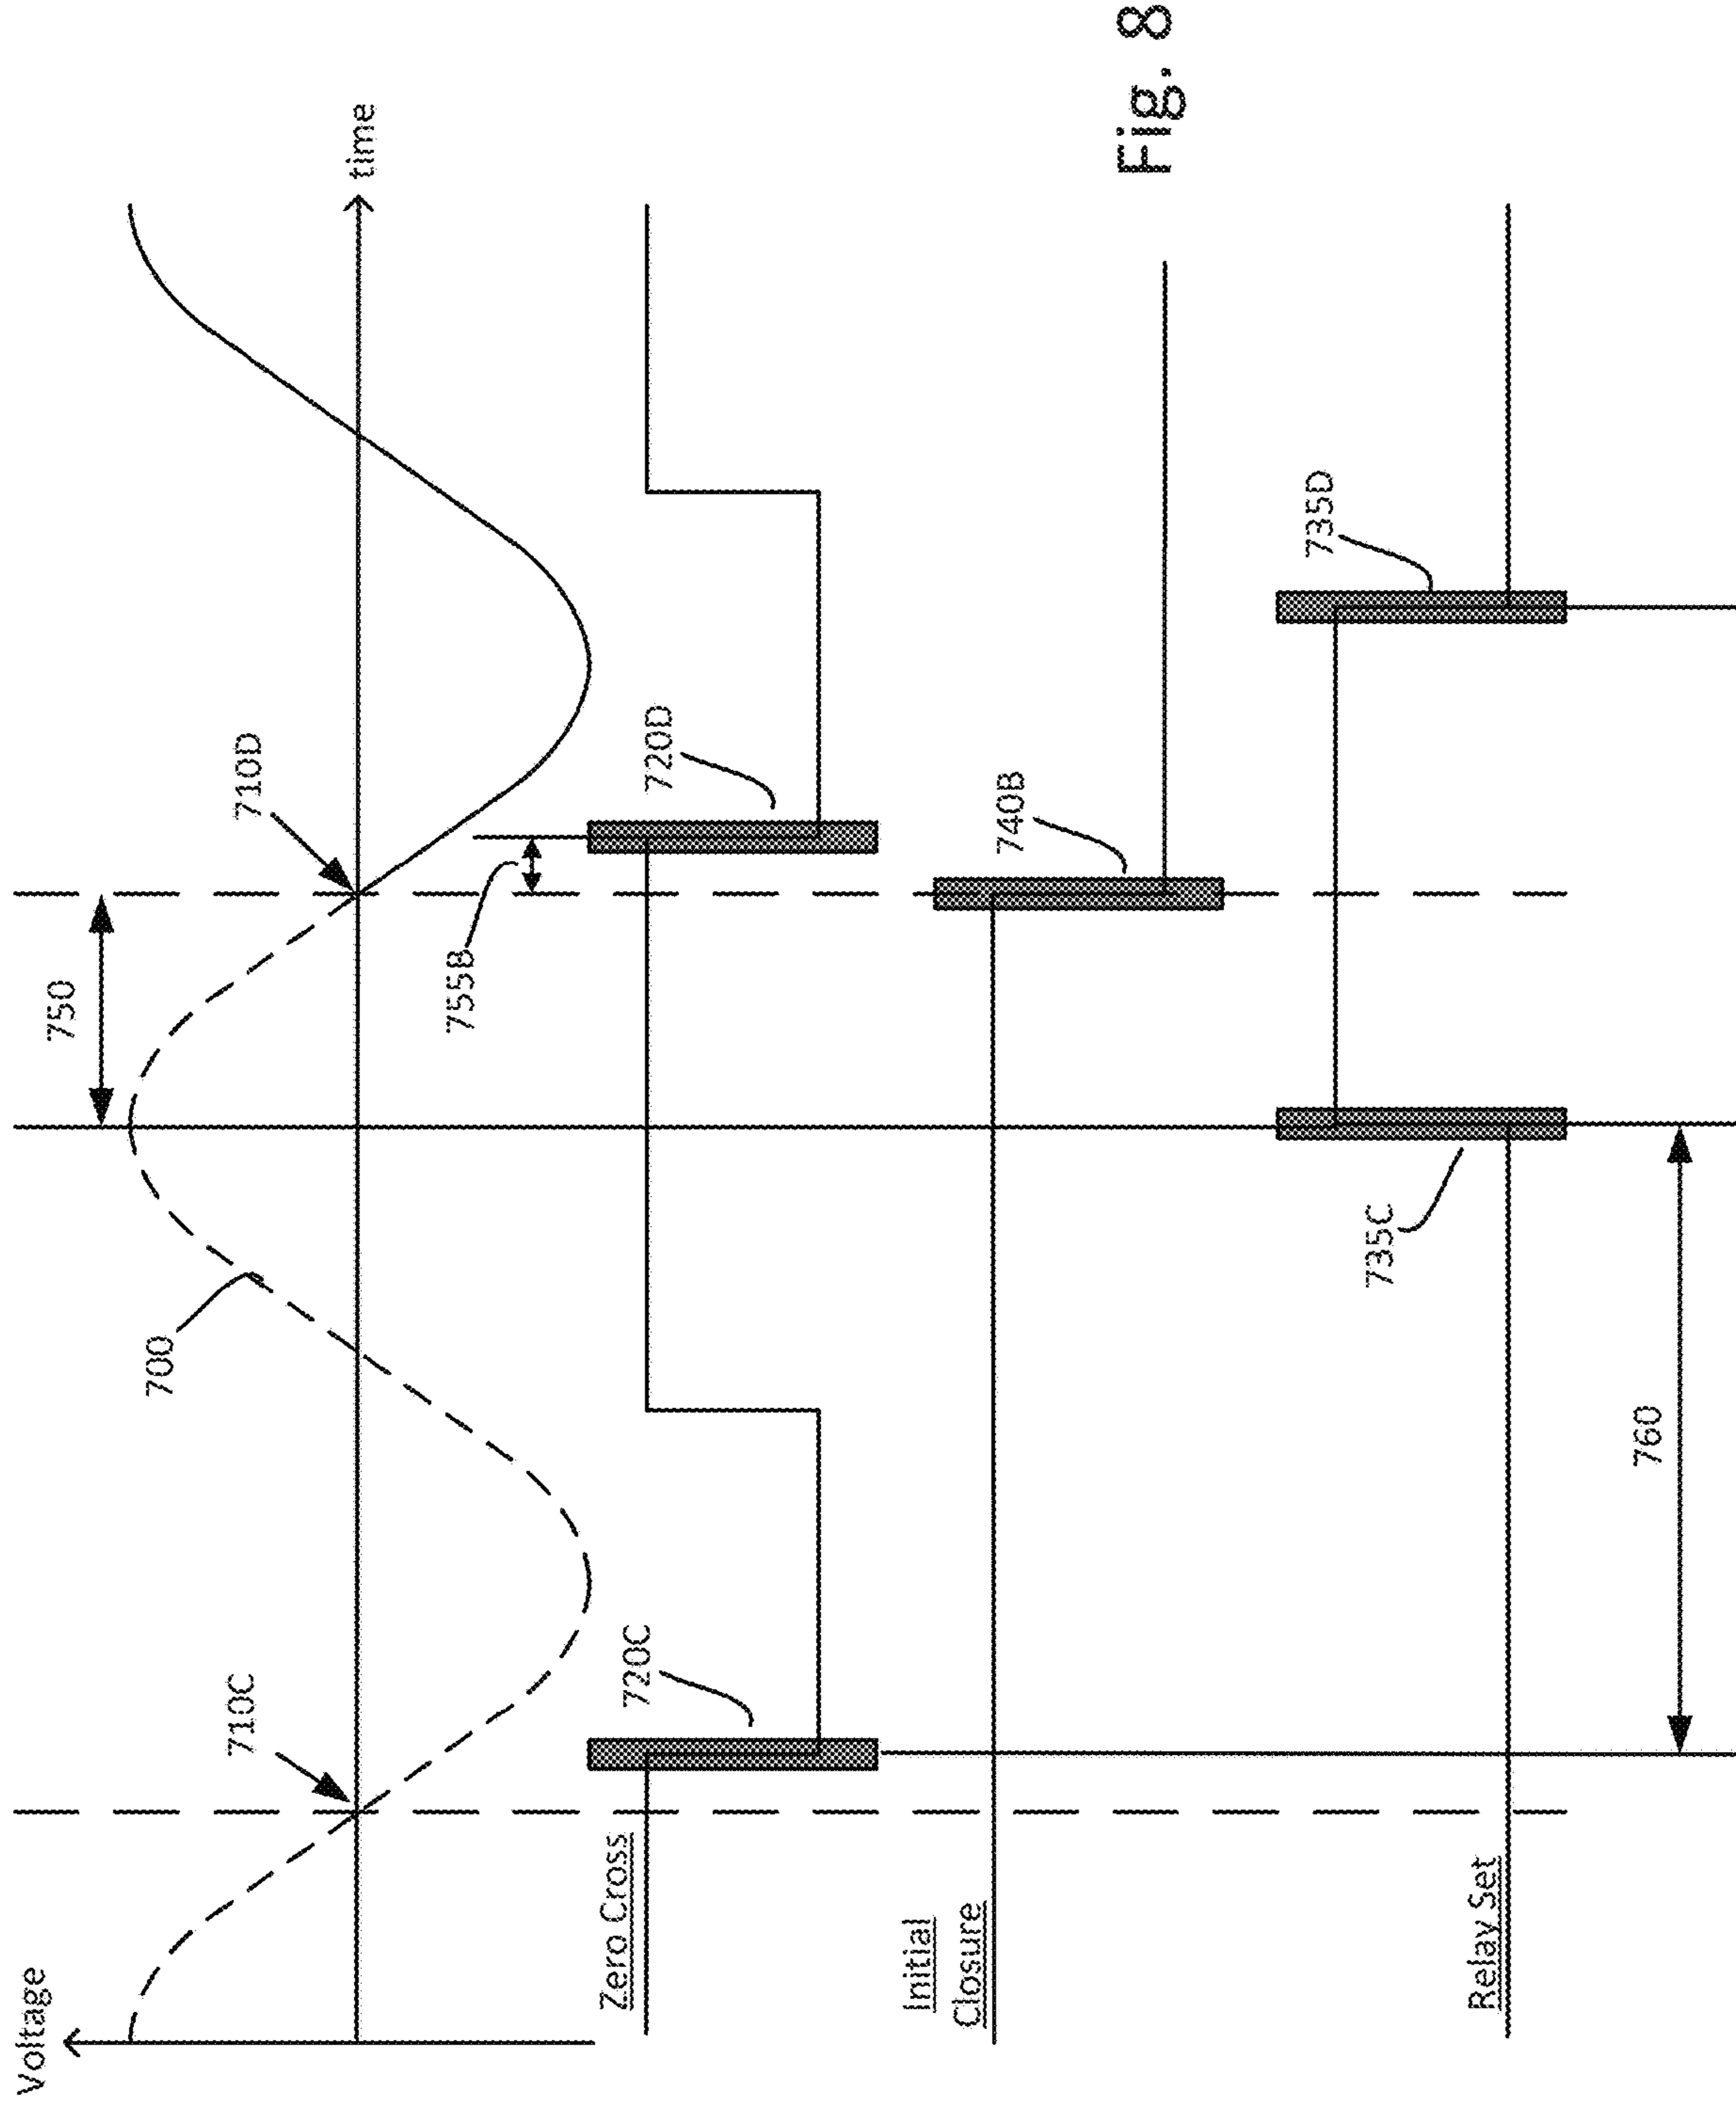 Voltage
750
710C
700
710D
time
755B
Zero Cross
720C
720D
Initial
Closure
740B
Fig. 8
Relay Set
735C
735D
760